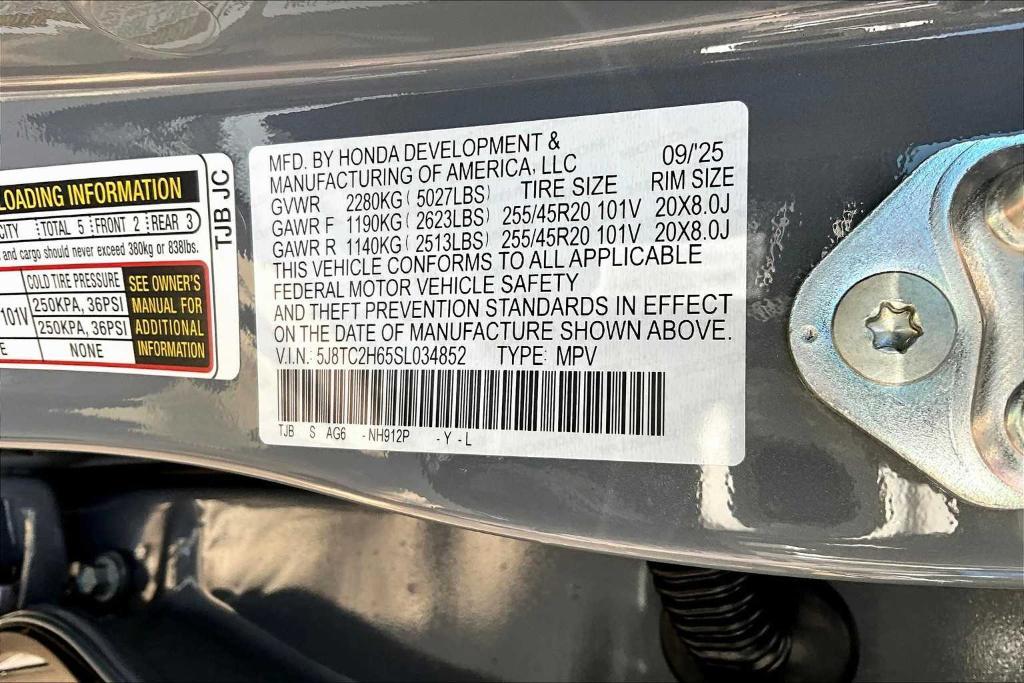 LOADING INFORMATION
CITY TOTAL 5 FRONT 2 REAR 3
and cargo should never exceed 380kg or 838lbs.
COLD TIRE PRESSURE
101V 250KPA, 36PSI
250KPA, 36PSI
NONE
SEE OWNER'S
MANUAL FOR
ADDITIONAL
INFORMATION
TJB JC
MFD. BY HONDA DEVELOPMENT &
MANUFACTURING OF AMERICA, LLC 09/'25
GVWR 2280KG ( 5027LBS) TIRE SIZE RIM SIZE
GAWR F 1190KG ( 2623LBS) 255/45R20 101V 20X8.0J
GAWR R 1140KG ( 2513LBS) 255/45R20 101V 20X8.0J
THIS VEHICLE CONFORMS TO ALL APPLICABLE
FEDERAL MOTOR VEHICLE SAFETY
AND THEFT PREVENTION STANDARDS IN EFFECT
ON THE DATE OF MANUFACTURE SHOWN ABOVE.
V.I.N.: 5J8TC2H65SL034852 TYPE: MPV
TJB S AG6 -NH912P -Y-L